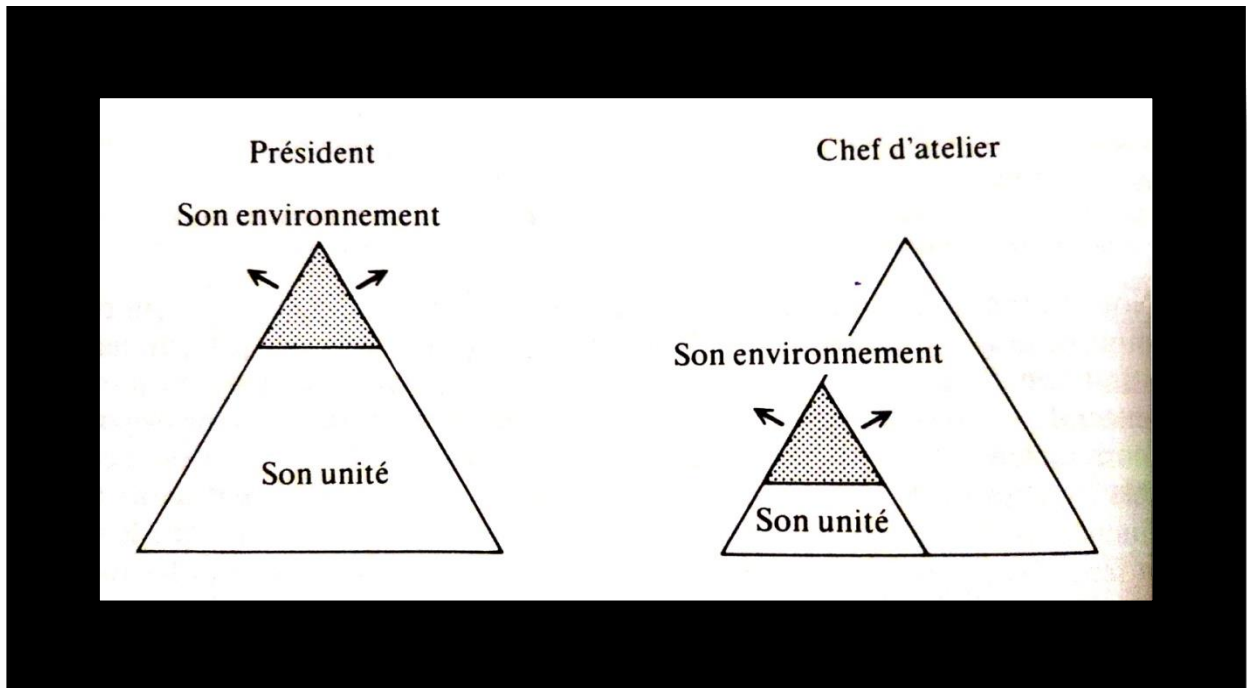 Président
Son environnement
Son unité
Chef d'atelier
Son environnement
Son unité